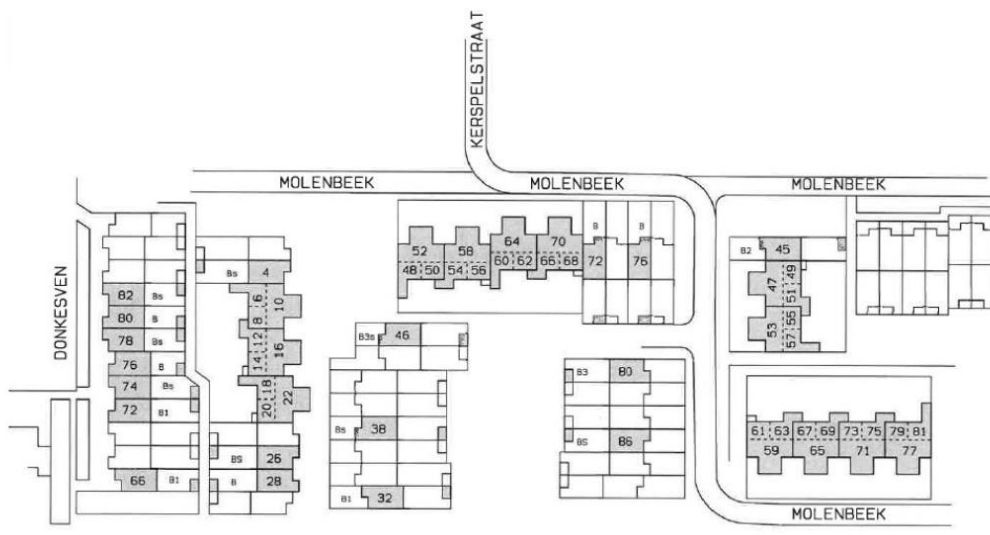 KERSPELSTRAAT
MOLENBEEK
MOLENBEEK
MOLENBEEK
DONKESVEN
82 Bs
80 B
78 Bs
76 B
74 Bs
72 B1
66 B1
Bs 4
6
10
8
12
16
14
18
22
20
BS 26
B 28
52
48 50
58
54 56
64
60 62
70
66 68
B
72
B
76
B3s 46
Bs 38
B1 32
B3 80
BS 86
B2 45
47 49
51
53 55
57
61 63 67 69 73 75 79 81
59 65 71 77
MOLENBEEK